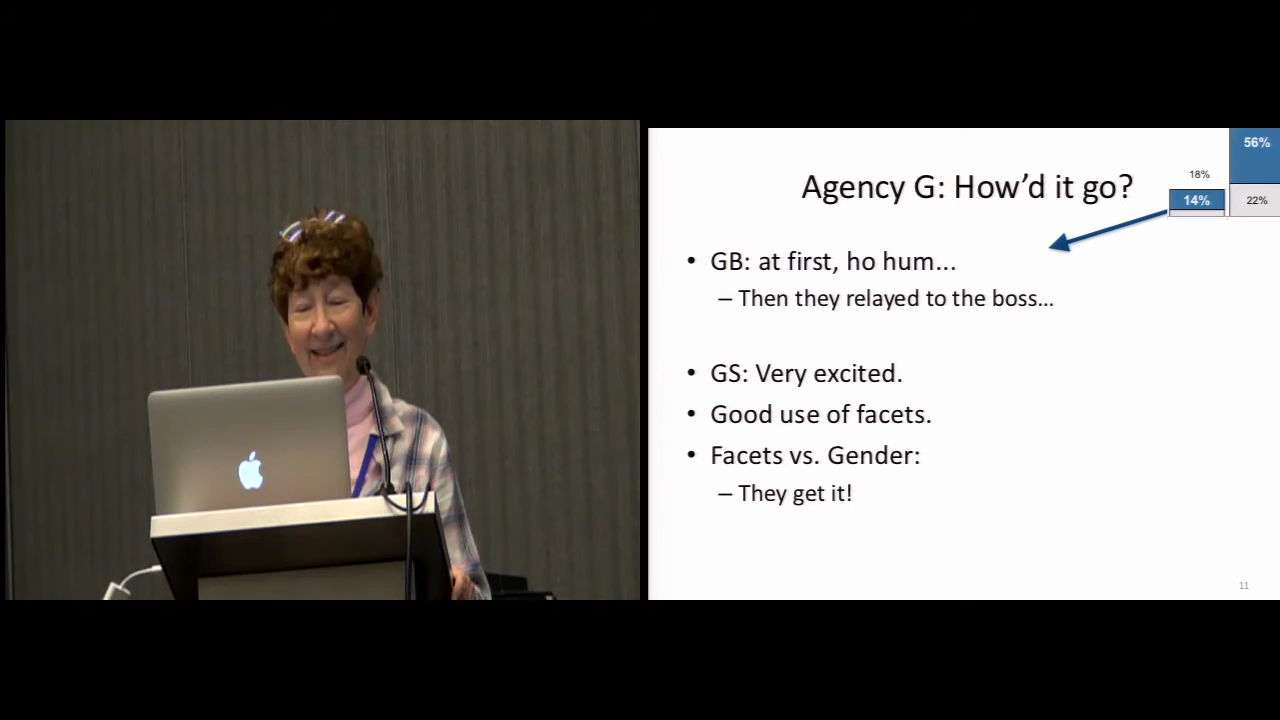 Agency G: How’d it go?
18%
14%
56%
22%
• GB: at first, ho hum...
– Then they relayed to the boss…
• GS: Very excited.
• Good use of facets.
• Facets vs. Gender:
– They get it!
11